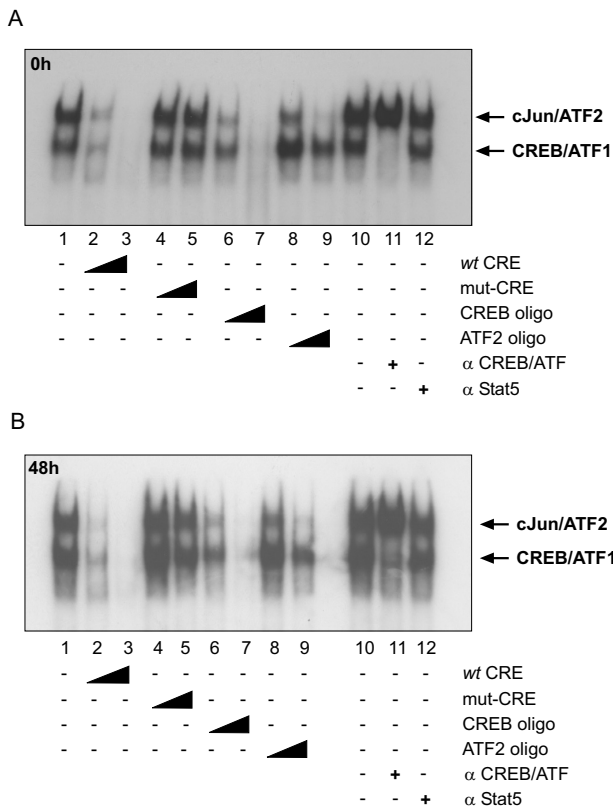 A
0h
cJun/ATF2
CREB/ATF1
1 2 3 4 5 6 7 8 9 10 11 12
- - - - - - - - wt CRE
- - - - - - - - mut-CRE
- - - - - - - - CREB oligo
- - - - - - - - ATF2 oligo
- + - α CREB/ATF
- - + α Stat5
B
48h
cJun/ATF2
CREB/ATF1
1 2 3 4 5 6 7 8 9 10 11 12
- - - - - - - - - - wt CRE
- - - - - - - - - - mut-CRE
- - - - - - - - - - CREB oligo
- - - - - - - - - - ATF2 oligo
- + - α CREB/ATF
- - + α Stat5